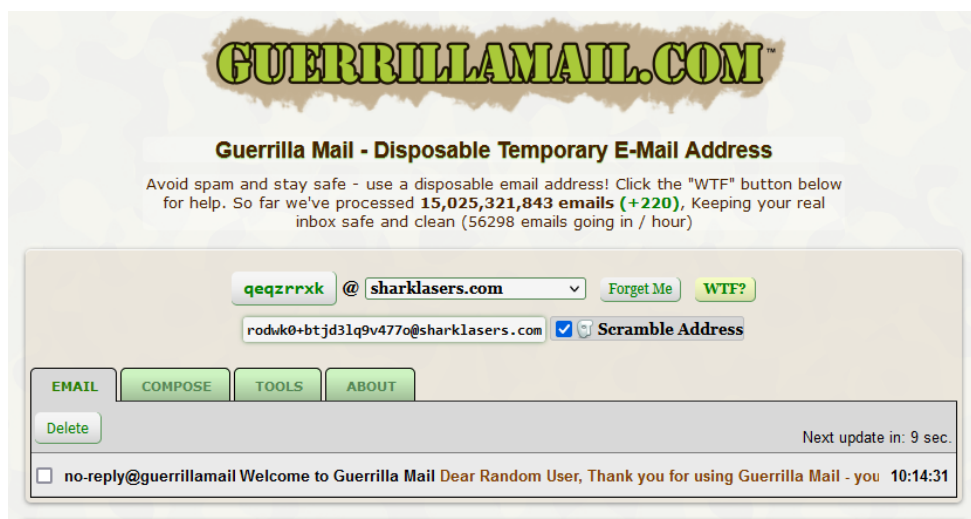 GUERRILLAMAIL.COM™
Guerrilla Mail - Disposable Temporary E-Mail Address
Avoid spam and stay safe - use a disposable email address! Click the "WTF" button below
for help. So far we've processed 15,025,321,843 emails (+220), Keeping your real
inbox safe and clean (56298 emails going in / hour)
qeqzrrxk @ sharklasers.com Forget Me WTF?
rodwk0+btjd3lq9v477o@sharklasers.com Scramble Address
EMAIL COMPOSE TOOLS ABOUT
Delete
Next update in: 9 sec.
no-reply@guerrillamail Welcome to Guerrilla Mail Dear Random User, Thank you for using Guerrilla Mail - you 10:14:31